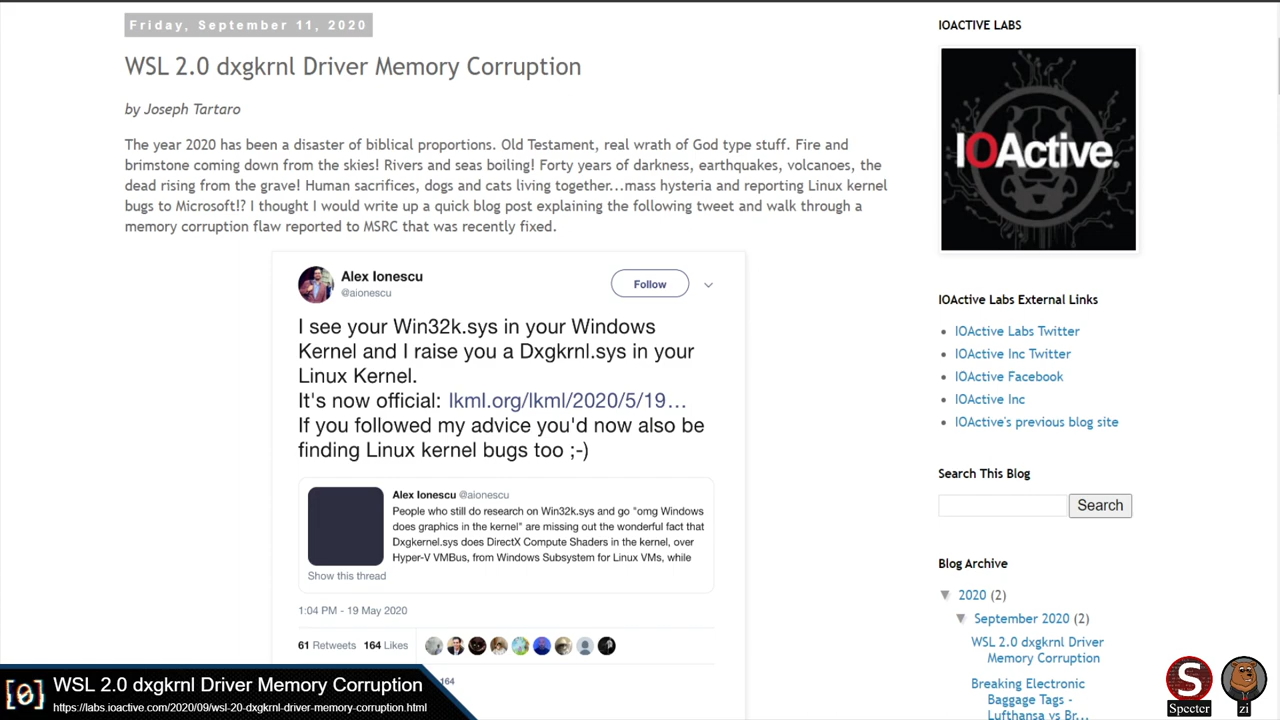 Friday, September 11, 2020
WSL 2.0 dxgkrnl Driver Memory Corruption
by Joseph Tartaro
The year 2020 has been a disaster of biblical proportions. Old Testament, real wrath of God type stuff. Fire and
brimstone coming down from the skies! Rivers and seas boiling! Forty years of darkness, earthquakes, volcanoes, the
dead rising from the grave! Human sacrifices, dogs and cats living together...mass hysteria and reporting Linux kernel
bugs to Microsoft!? I thought I would write up a quick blog post explaining the following tweet and walk through a
memory corruption flaw reported to MSRC that was recently fixed.
Alex Ionescu
@aionescu
Follow
I see your Win32k.sys in your Windows
Kernel and I raise you a Dxgkrnl.sys in your
Linux Kernel.
It's now official: lkml.org/lkml/2020/5/19…
If you followed my advice you'd now also be
finding Linux kernel bugs too ;-)
Alex Ionescu @aionescu
People who still do research on Win32k.sys and go "omg Windows
does graphics in the kernel" are missing out the wonderful fact that
Dxgkernel.sys does DirectX Compute Shaders in the kernel, over
Hyper-V VMBus, from Windows Subsystem for Linux VMs, while
Show this thread
1:04 PM - 19 May 2020
61 Retweets 164 Likes
164
IOACTIVE LABS
IOActive.
IOActive Labs External Links
IOActive Labs Twitter
IOActive Inc Twitter
IOActive Facebook
IOActive Inc
IOActive's previous blog site
Search This Blog
Search
Blog Archive
▼ 2020 (2)
▼ September 2020 (2)
WSL 2.0 dxgkrnl Driver
Memory Corruption
Breaking Electronic
Baggage Tags -
Lufthansa vs Br...
[0] WSL 2.0 dxgkrnl Driver Memory Corruption
https://labs.ioactive.com/2020/09/wsl-20-dxgkrnl-driver-memory-corruption.html
S
Specter
zi